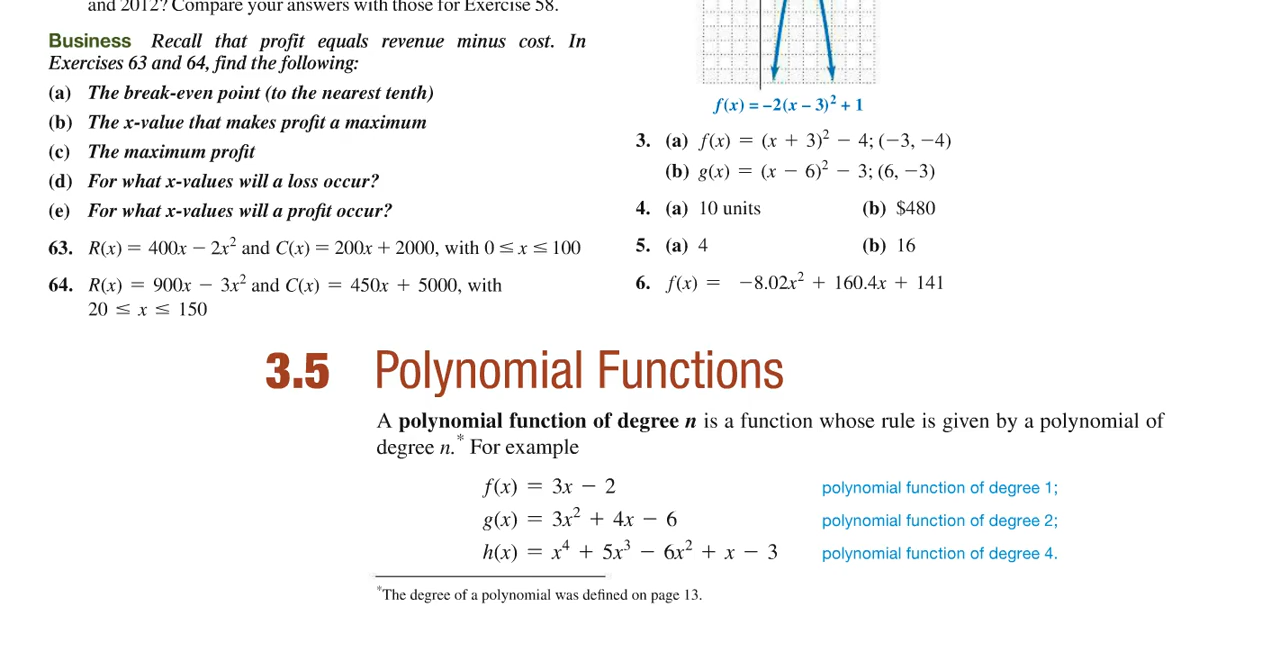 and 2012? Compare your answers with those for Exercise 58.
Business Recall that profit equals revenue minus cost. In
Exercises 63 and 64, find the following:
(a) The break-even point (to the nearest tenth)
(b) The x-value that makes profit a maximum
(c) The maximum profit
(d) For what x-values will a loss occur?
(e) For what x-values will a profit occur?
63. R(x) = 400x − 2x² and C(x) = 200x + 2000, with 0 ≤ x ≤ 100
64. R(x) = 900x − 3x² and C(x) = 450x + 5000, with
20 ≤ x ≤ 150
f(x) = −2(x − 3)² + 1
3. (a) f(x) = (x + 3)² − 4; (−3, −4)
(b) g(x) = (x − 6)² − 3; (6, −3)
4. (a) 10 units (b) $480
5. (a) 4 (b) 16
6. f(x) = −8.02x² + 160.4x + 141
3.5 Polynomial Functions
A polynomial function of degree n is a function whose rule is given by a polynomial of
degree n.* For example
f(x) = 3x − 2 polynomial function of degree 1;
g(x) = 3x² + 4x − 6 polynomial function of degree 2;
h(x) = x⁴ + 5x³ − 6x² + x − 3 polynomial function of degree 4.
*The degree of a polynomial was defined on page 13.